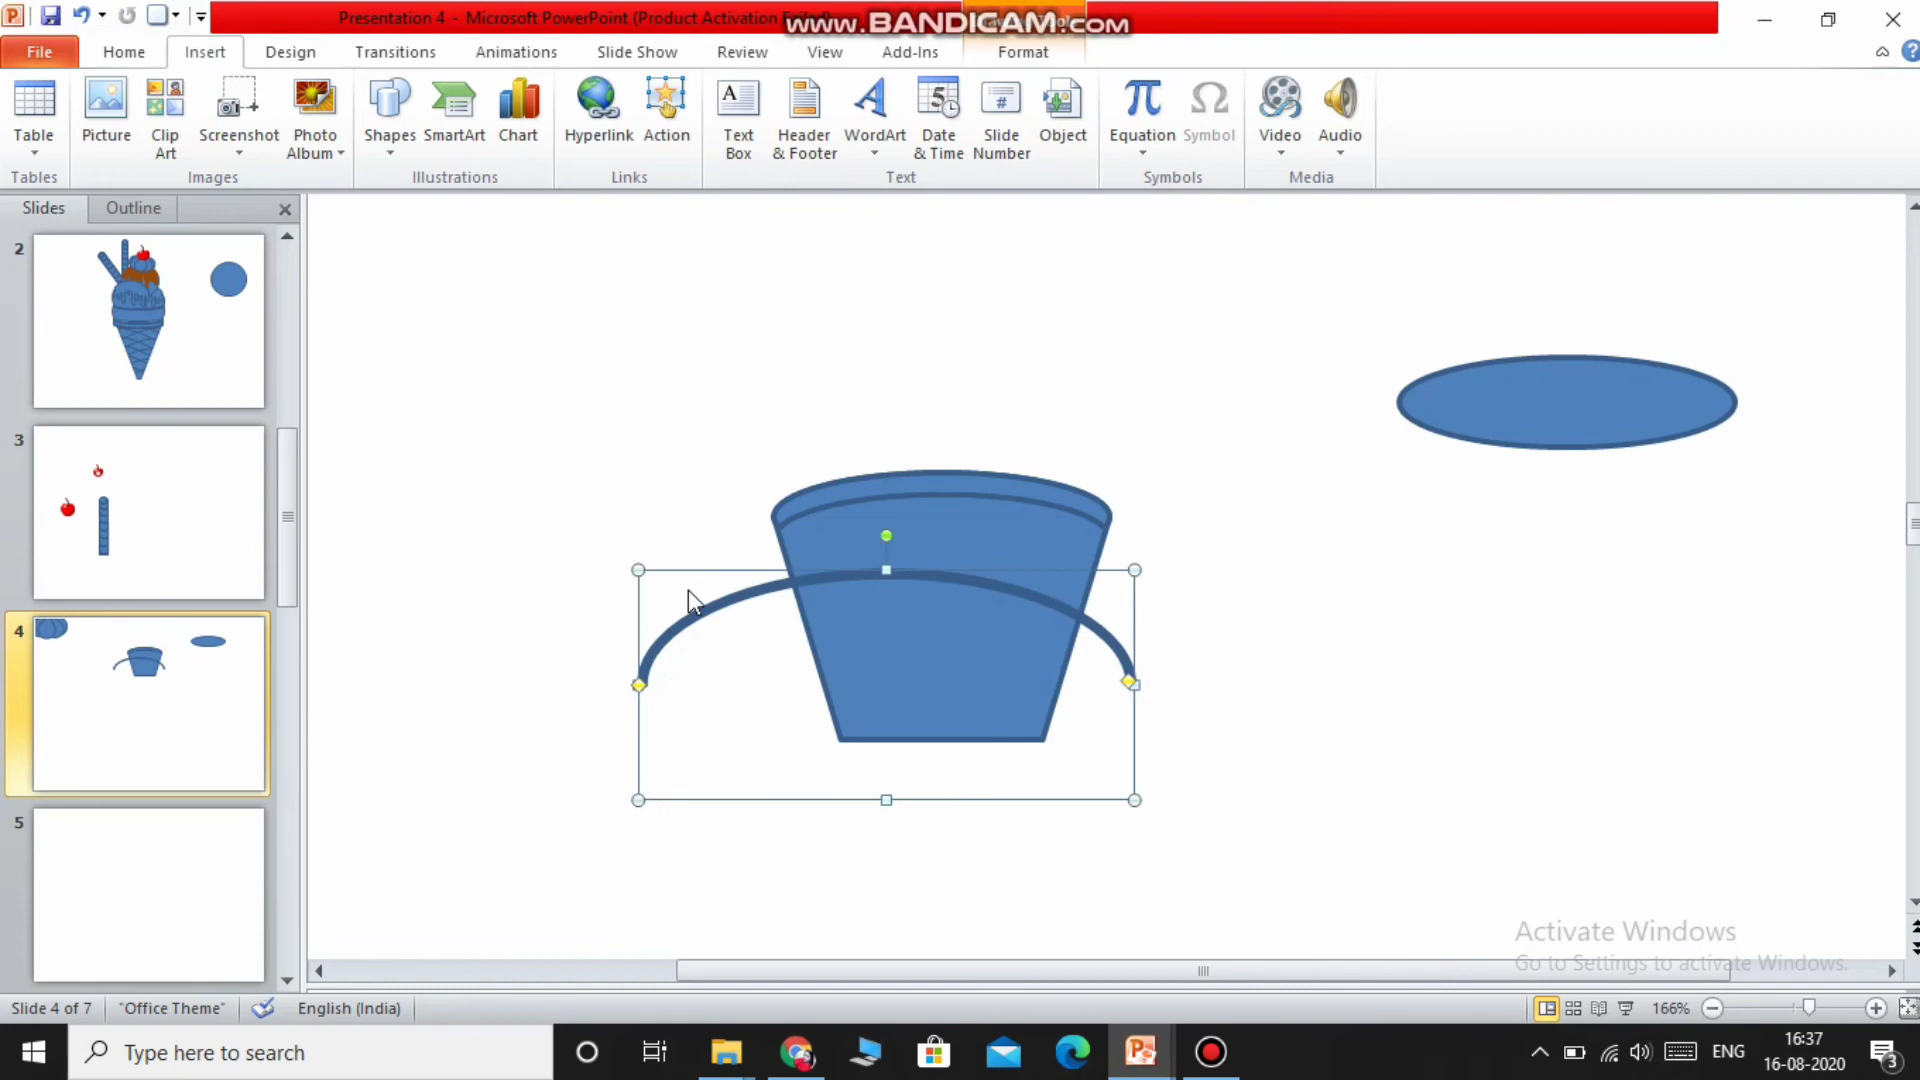 Presentation 4 - Microsoft PowerPoint (Product Activation
www.BANDICAM.com
File Home Insert Design Transitions Animations Slide Show Review View Add-Ins Format
Table Picture Clip Art Screenshot Photo Album Shapes SmartArt Chart Hyperlink Action Text Box Header & Footer WordArt Date & Time Slide Number Object Equation Symbol Video Audio
Tables Images Illustrations Links Text Symbols Media
Slides Outline
2
3
4
5
Activate Windows
Go to Settings to activate Windows.
Slide 4 of 7 "Office Theme" English (India) 166%
Type here to search
ENG
16:37
16-08-2020
3